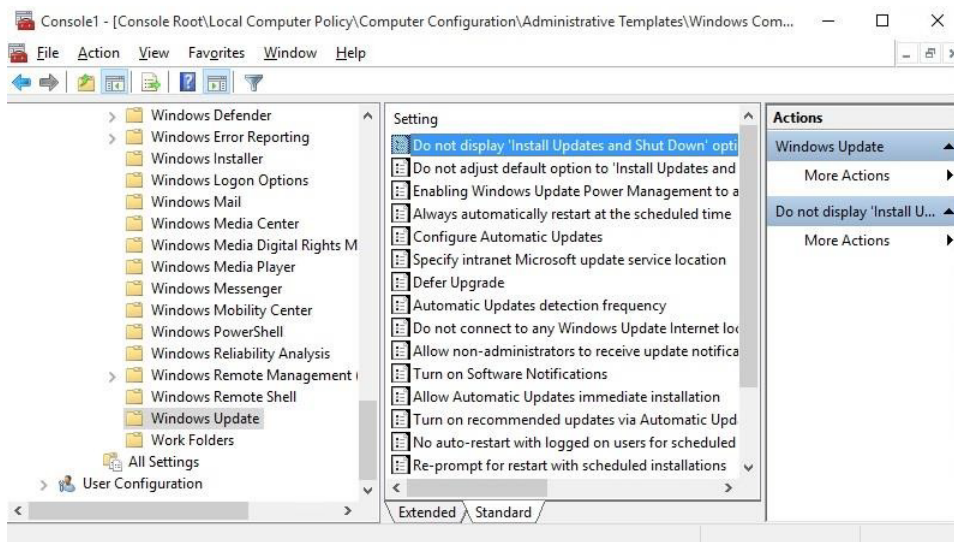 Console1 - [Console Root\Local Computer Policy\Computer Configuration\Administrative Templates\Windows Com...
File Action View Favorites Window Help
Windows Defender
Windows Error Reporting
Windows Installer
Windows Logon Options
Windows Mail
Windows Media Center
Windows Media Digital Rights M
Windows Media Player
Windows Messenger
Windows Mobility Center
Windows PowerShell
Windows Reliability Analysis
Windows Remote Management (
Windows Remote Shell
Windows Update
Work Folders
All Settings
User Configuration
Setting
Do not display 'Install Updates and Shut Down' opti
Do not adjust default option to 'Install Updates and
Enabling Windows Update Power Management to a
Always automatically restart at the scheduled time
Configure Automatic Updates
Specify intranet Microsoft update service location
Defer Upgrade
Automatic Updates detection frequency
Do not connect to any Windows Update Internet loc
Allow non-administrators to receive update notifica
Turn on Software Notifications
Allow Automatic Updates immediate installation
Turn on recommended updates via Automatic Upd
No auto-restart with logged on users for scheduled
Re-prompt for restart with scheduled installations
Extended Standard
Actions
Windows Update
More Actions
Do not display 'Install U...
More Actions